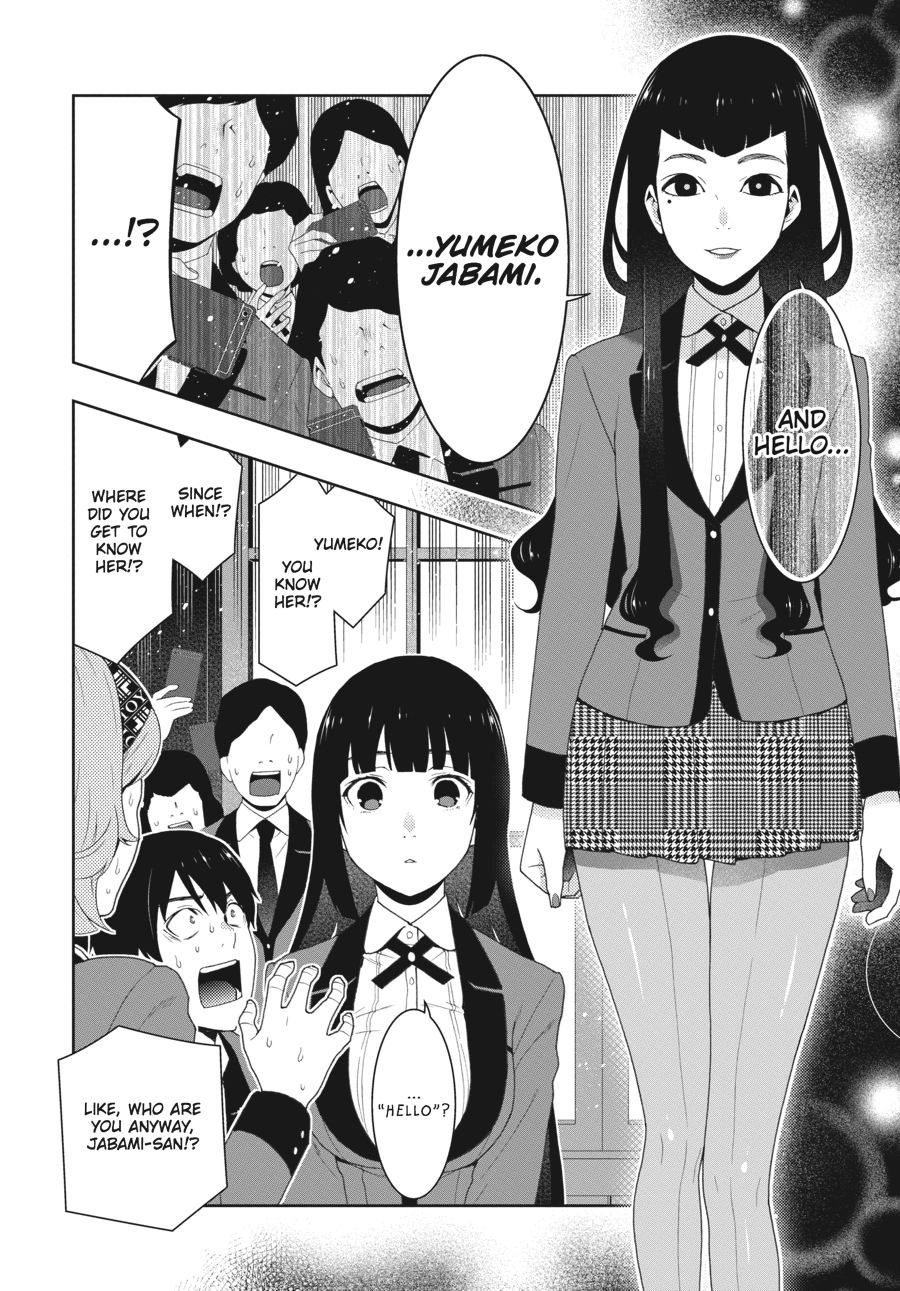 AND
HELLO...
...YUMEKO
JABAMI.
...!?
YUMEKO!
YOU
KNOW
HER!?
SINCE
WHEN!?
WHERE
DID YOU
GET TO
KNOW
HER!?
...
"HELLO"?
LIKE, WHO ARE
YOU ANYWAY,
JABAMI-SAN!?